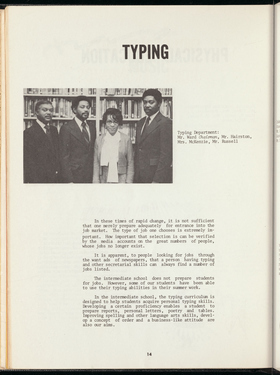 TYPING
Typing Department:
Mr. Ward Chairman, Mr. Hairston,
Mrs. McKenzie, Mr. Russell
In these times of rapid change, it is not sufficient
that one merely prepare adequately for entrance into the
job market. The type of job one chooses is extremely im-
portant. How important that selection is can be verified
by the media accounts on the great numbers of people,
whose jobs no longer exist.
It is apparent, to people looking for jobs through
the want ads of newspapers, that a person having typing
and other secretarial skills can always find a number of
jobs listed.
The intermediate school does not prepare students
for jobs. However, some of our students have been able
to use their typing abilities in their summer work.
In the intermediate school, the typing curriculum is
designed to help students acquire personal typing skills.
Developing a certain proficiency enables a student to
prepare reports, personal letters, poetry and tables.
Improving spelling and other language arts skills, devel-
op a concept of order and a business-like attitude are
also our aims.
14